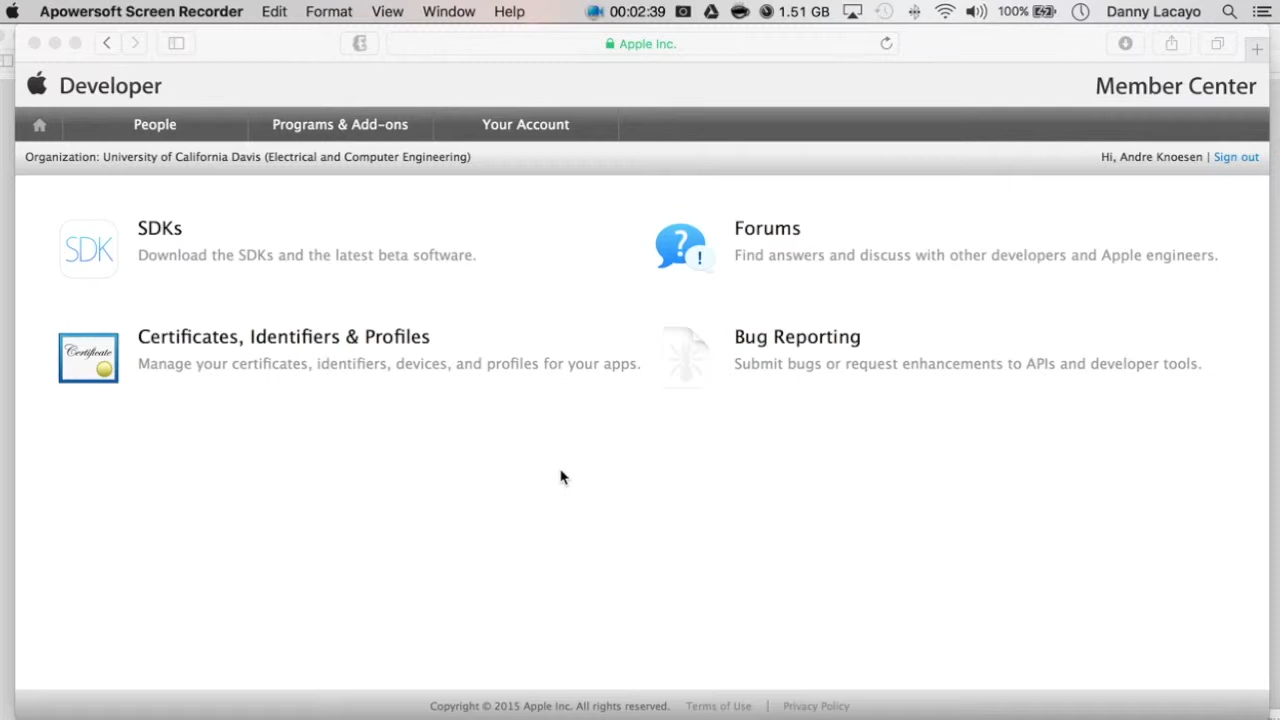 Apowersoft Screen Recorder Edit Format View Window Help 00:02:39 1.51 GB 100% Danny Lacayo
Apple Inc.
Developer
Member Center
People Programs & Add-ons Your Account
Organization: University of California Davis (Electrical and Computer Engineering)
Hi, Andre Knoesen | Sign out
SDK
SDKs
Download the SDKs and the latest beta software.
Forums
Find answers and discuss with other developers and Apple engineers.
Certificate
Certificates, Identifiers & Profiles
Manage your certificates, identifiers, devices, and profiles for your apps.
Bug Reporting
Submit bugs or request enhancements to APIs and developer tools.
Copyright © 2015 Apple Inc. All rights reserved. Terms of Use | Privacy Policy